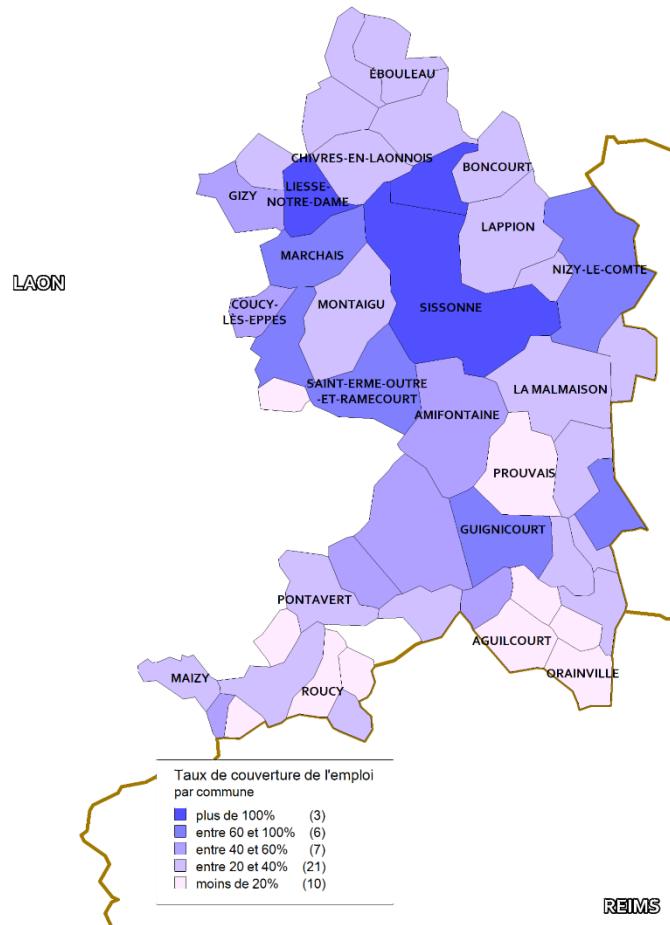 ÉBOULEAU
CHIVRES-EN-LAONNOIS
BONCOURT
GIZY
LIESSE-
NOTRE-DAME
LAPPION
MARCHAIS
NIZY-LE-COMTE
LAON
COUCY-
LÈS-EPPES
MONTAIGU
SISSONNE
SAINT-ERME-OUTRE
-ET-RAMECOURT
LA MALMAISON
AMIFONTAINE
PROUVAIS
GUIGNICOURT
PONTAVERT
AGUILCOURT
MAIZY
ROUCY
ORAINVILLE
Taux de couverture de l'emploi
par commune
plus de 100% (3)
entre 60 et 100% (6)
entre 40 et 60% (7)
entre 20 et 40% (21)
moins de 20% (10)
REIMS